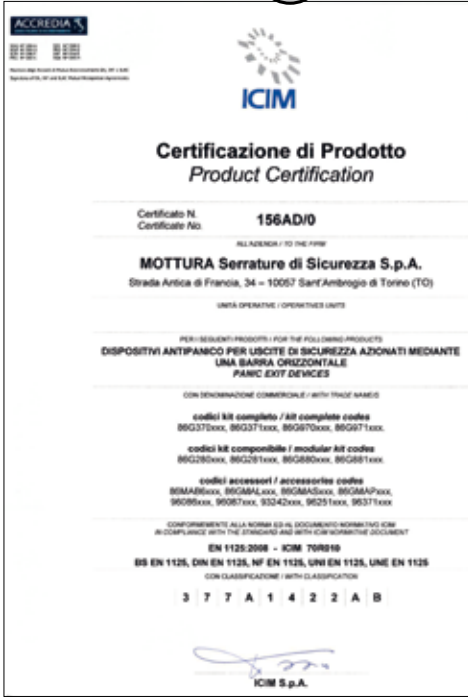 ACCREDIA
ICIM
Certificazione di Prodotto
Product Certification
Certificato N.
Certificate No.
156AD/0
ALL'AZIENDA / TO THE FIRM
MOTTURA Serrature di Sicurezza S.p.A.
Strada Antica di Francia, 34 – 10057 Sant'Ambrogio di Torino (TO)
UNITÀ OPERATIVE / OPERATIVES UNITS
PER I SEGUENTI PRODOTTI / FOR THE FOLLOWING PRODUCTS
DISPOSITIVI ANTIPANICO PER USCITE DI SICUREZZA AZIONATI MEDIANTE
UNA BARRA ORIZZONTALE
PANIC EXIT DEVICES
CON DENOMINAZIONE COMMERCIALE / WITH TRADE NAME/S
codici kit completo / kit complete codes
86G370xxx, 86G371xxx, 86G970xxx, 86G971xxx.
codici kit componibile / modular kit codes
86G280xxx, 86G281xxx, 86G880xxx, 86G881xxx.
codici accessori / accessories codes
86MAB6xxx, 86GMALxxx, 86GMASxxx, 86GMAPxxx,
96086xxx, 96087xxx, 93242xxx, 96251xxx, 96371xxx
CONFORMEMENTE ALLA NORMA ED AL DOCUMENTO NORMATIVO ICIM
IN COMPLIANCE WITH THE STANDARD AND WITH ICIM NORMATIVE DOCUMENT
EN 1125:2008 - ICIM 70R010
BS EN 1125, DIN EN 1125, NF EN 1125, UNI EN 1125, UNE EN 1125
CON CLASSIFICAZIONE / WITH CLASSIFICATION
3 7 7 A 1 4 2 2 A B
ICIM S.p.A.